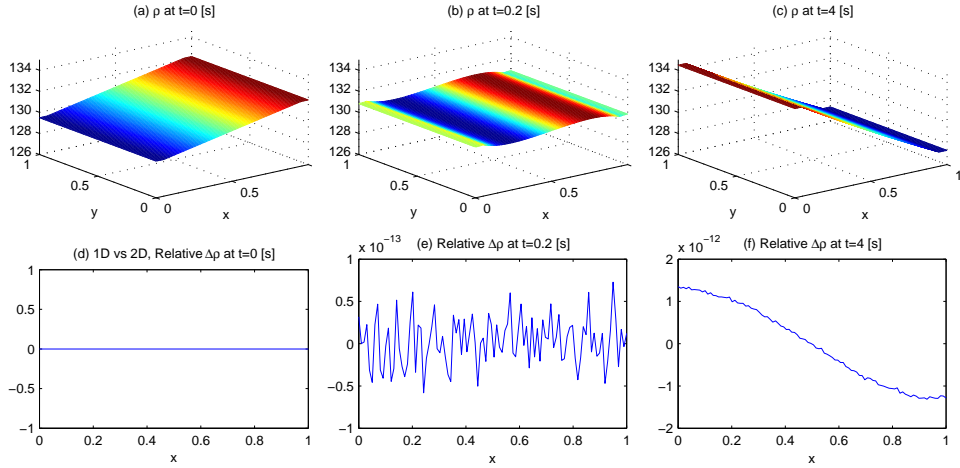 (a) ρ at t=0 [s]
134
132
130
128
126
1
0.5
0
y
0
0.5
x
(b) ρ at t=0.2 [s]
134
132
130
128
126
1
0.5
0
y
0
0.5
x
(c) ρ at t=4 [s]
134
132
130
128
126
1
0.5
0
y
0
0.5
1
x
(d) 1D vs 2D, Relative Δρ at t=0 [s]
1
0.5
0
−0.5
−1
0 0.2 0.4 0.6 0.8 1
x
x 10⁻¹³
(e) Relative Δρ at t=0.2 [s]
1
0.5
0
−0.5
−1
0 0.2 0.4 0.6 0.8 1
x
x 10⁻¹²
(f) Relative Δρ at t=4 [s]
2
1
0
−1
−2
0 0.2 0.4 0.6 0.8 1
x